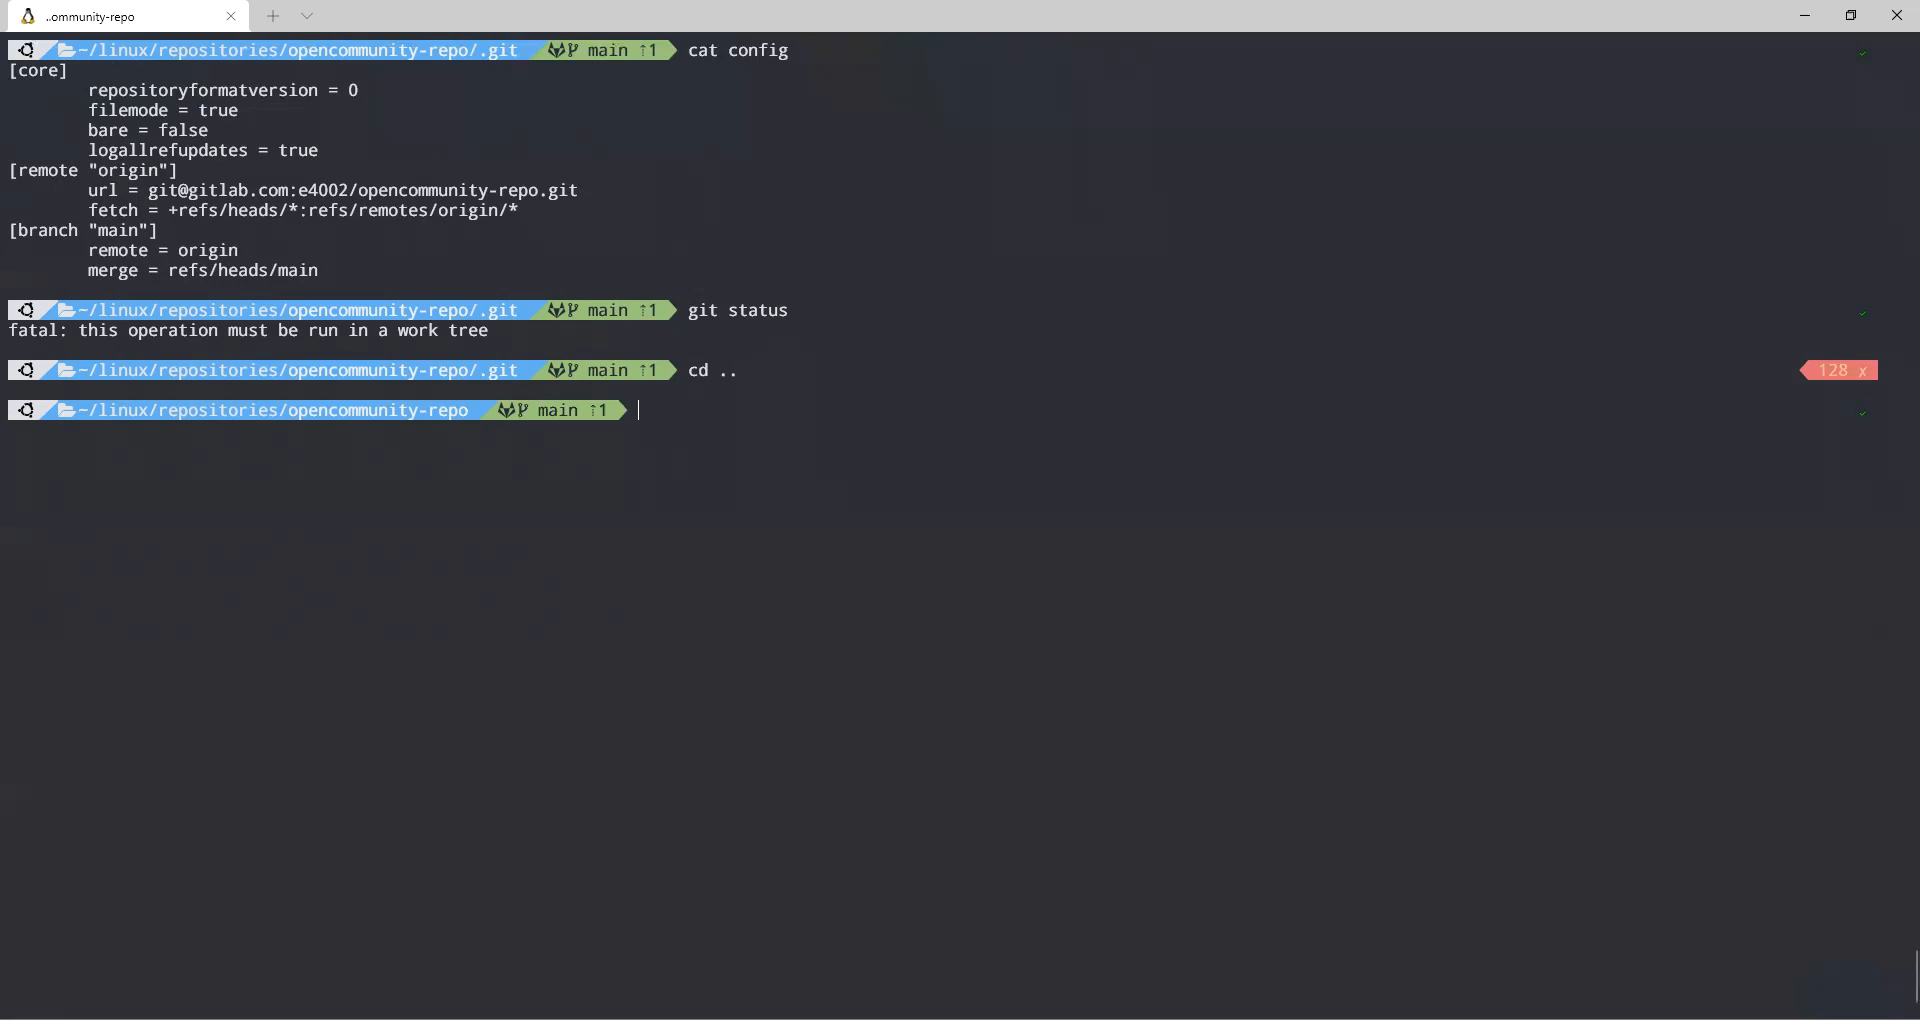 ..ommunity-repo
~/linux/repositories/opencommunity-repo/.git main ⇡1 cat config ✓
[core]
repositoryformatversion = 0
filemode = true
bare = false
logallrefupdates = true
[remote "origin"]
url = git@gitlab.com:e4002/opencommunity-repo.git
fetch = +refs/heads/*:refs/remotes/origin/*
[branch "main"]
remote = origin
merge = refs/heads/main
~/linux/repositories/opencommunity-repo/.git main ⇡1 git status ✓
fatal: this operation must be run in a work tree
~/linux/repositories/opencommunity-repo/.git main ⇡1 cd .. 128 ✗
~/linux/repositories/opencommunity-repo main ⇡1 ✓